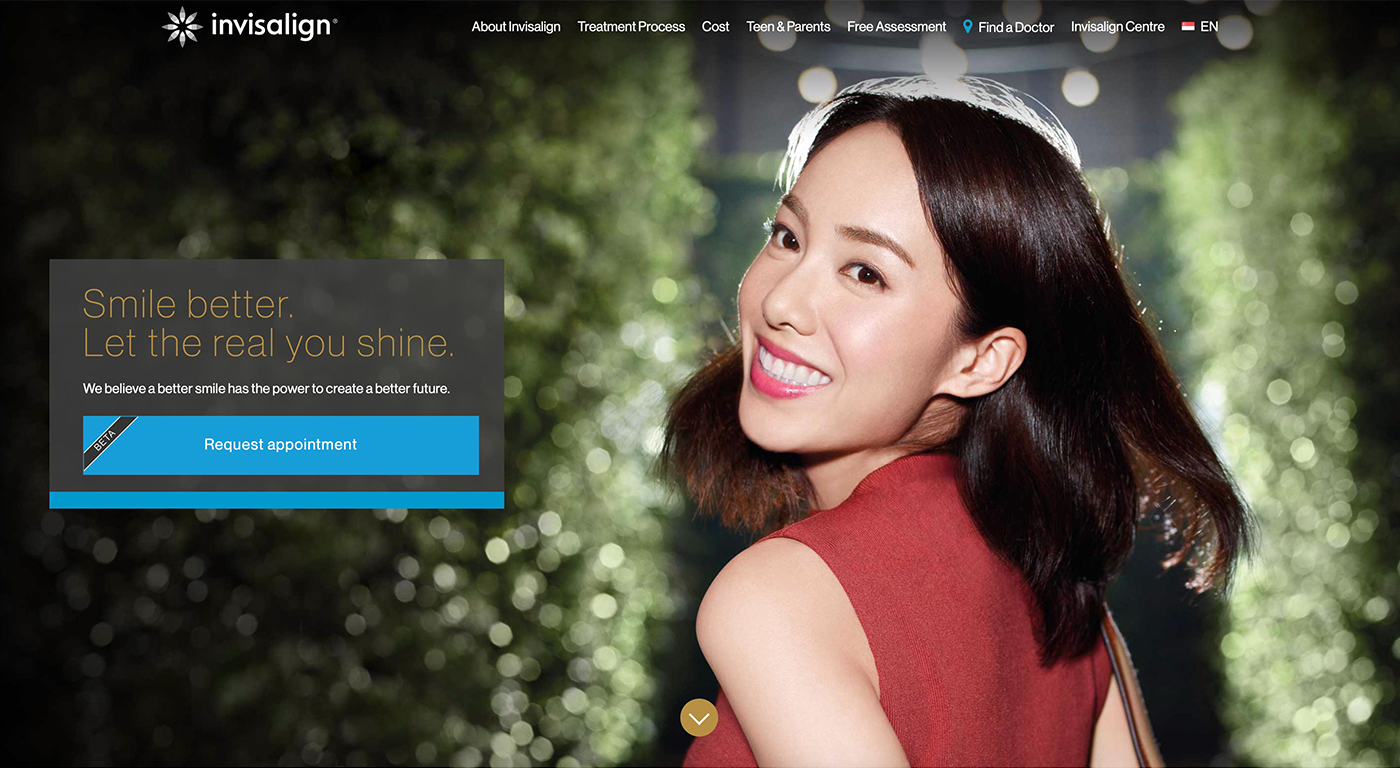 invisalign®
About Invisalign Treatment Process Cost Teen & Parents Free Assessment Find a Doctor Invisalign Centre EN
Smile better.
Let the real you shine.
We believe a better smile has the power to create a better future.
BETA
Request appointment